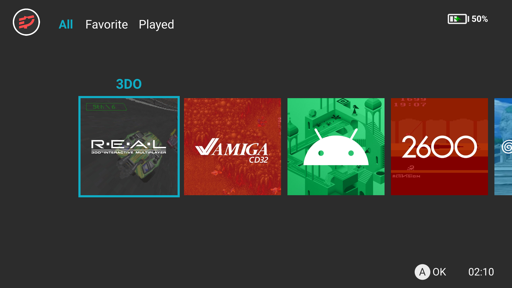 All Favorite Played
50%
3DO
R·E·A·L
3DO INTERACTIVE MULTIPLAYER
AMIGA
CD32
2600
A OK 02:10